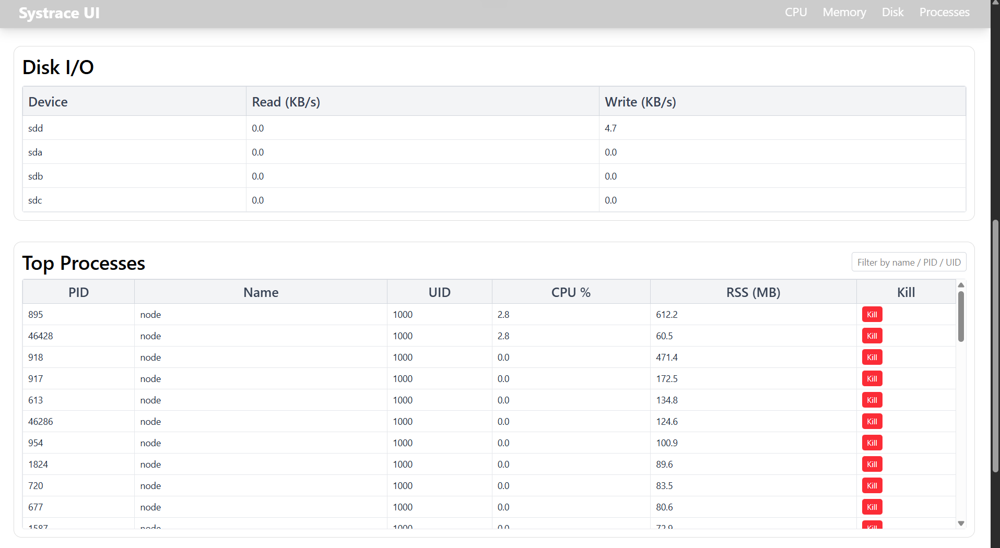 Systrace UI
CPU Memory Disk Processes
Disk I/O
Device Read (KB/s) Write (KB/s)
sdd 0.0 4.7
sda 0.0 0.0
sdb 0.0 0.0
sdc 0.0 0.0
Top Processes
Filter by name / PID / UID
PID Name UID CPU % RSS (MB) Kill
895 node 1000 2.8 612.2 Kill
46428 node 1000 2.8 60.5 Kill
918 node 1000 0.0 471.4 Kill
917 node 1000 0.0 172.5 Kill
613 node 1000 0.0 134.8 Kill
46286 node 1000 0.0 124.6 Kill
954 node 1000 0.0 100.9 Kill
1824 node 1000 0.0 89.6 Kill
720 node 1000 0.0 83.5 Kill
677 node 1000 0.0 80.6 Kill
1587 node 1000 0.0 72.9 Kill